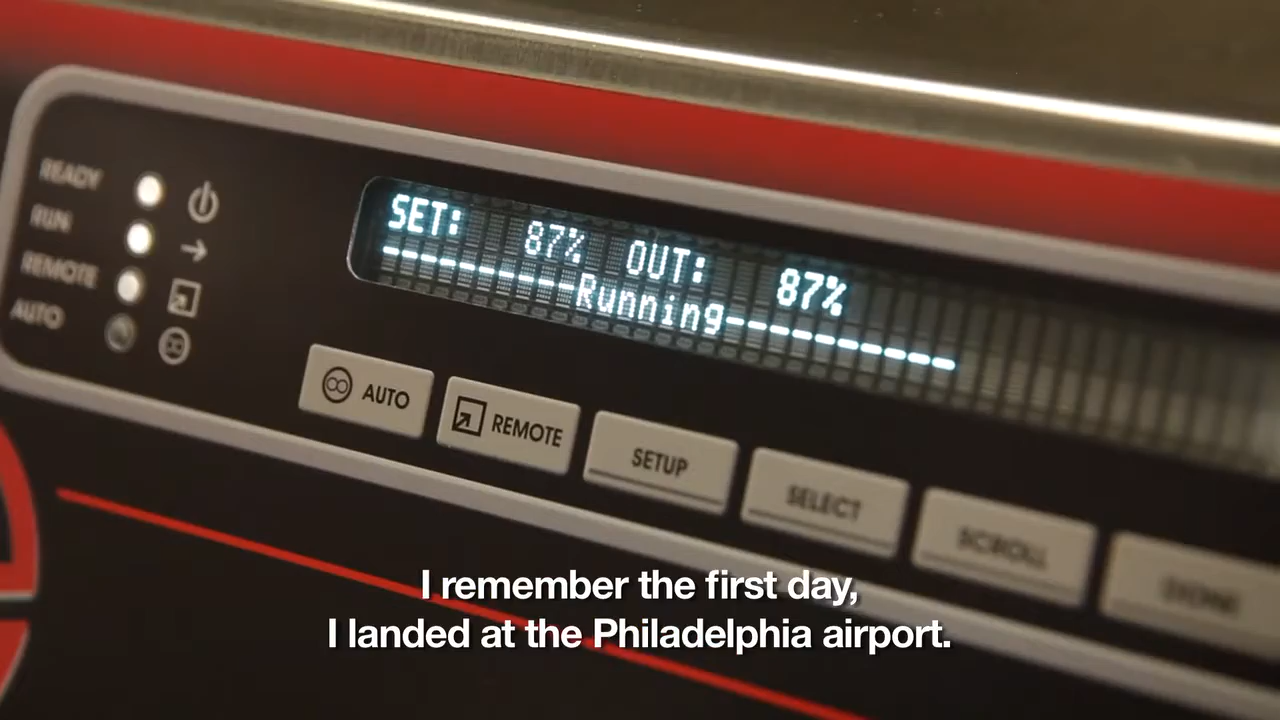 READY
RUN
REMOTE
AUTO
SET: 87% OUT: 87%
----------Running----------
AUTO
REMOTE
SETUP
SELECT
SCROLL
DONE
I remember the first day,
I landed at the Philadelphia airport.